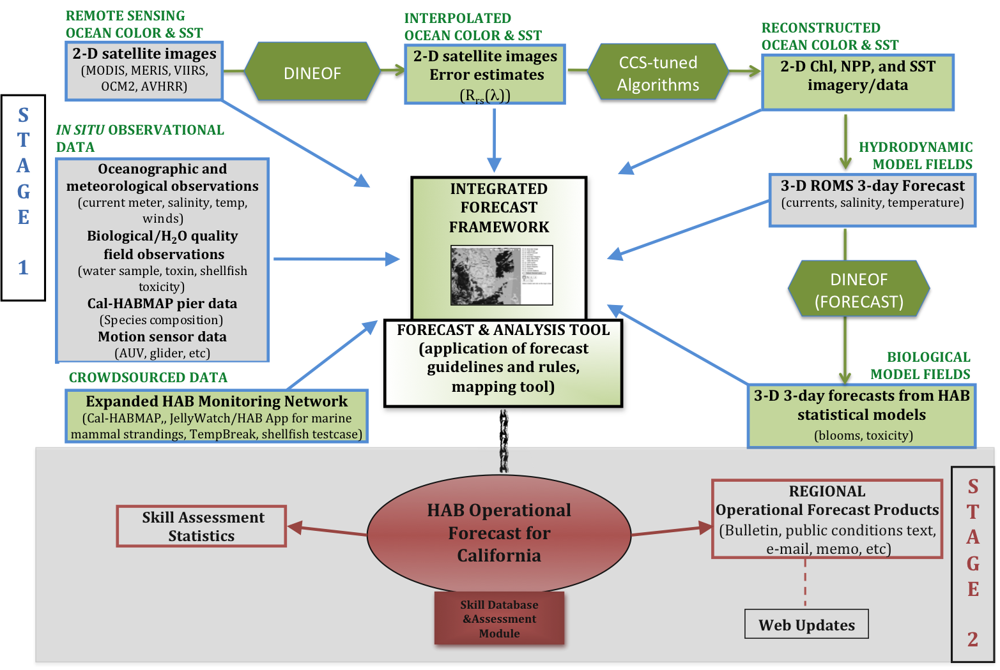 REMOTE SENSING
OCEAN COLOR & SST
2-D satellite images
(MODIS, MERIS, VIIRS,
OCM2, AVHRR)
DINEOF
INTERPOLATED
OCEAN COLOR & SST
2-D satellite images
Error estimates
(Rrs(λ))
CCS-tuned
Algorithms
RECONSTRUCTED
OCEAN COLOR & SST
2-D Chl, NPP, and SST
imagery/data
STAGE 1
IN SITU OBSERVATIONAL
DATA
Oceanographic and
meteorological observations
(current meter, salinity, temp,
winds)
Biological/H2O quality
field observations
(water sample, toxin, shellfish
toxicity)
Cal-HABMAP pier data
(Species composition)
Motion sensor data
(AUV, glider, etc)
CROWDSOURCED DATA
Expanded HAB Monitoring Network
(Cal-HABMAP,, JellyWatch/HAB App for marine
mammal strandings, TempBreak, shellfish testcase)
INTEGRATED
FORECAST
FRAMEWORK
FORECAST & ANALYSIS TOOL
(application of forecast
guidelines and rules,
mapping tool)
HYDRODYNAMIC
MODEL FIELDS
3-D ROMS 3-day Forecast
(currents, salinity, temperature)
DINEOF
(FORECAST)
BIOLOGICAL
MODEL FIELDS
3-D 3-day forecasts from HAB
statistical models
(blooms, toxicity)
Skill Assessment
Statistics
HAB Operational
Forecast for
California
Skill Database
&Assessment
Module
REGIONAL
Operational Forecast Products
(Bulletin, public conditions text,
e-mail, memo, etc)
Web Updates
STAGE 2